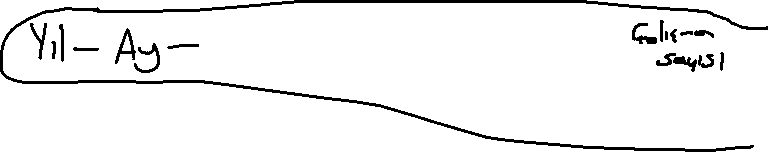 Yıl - Ay -
Çalışan
sayısı